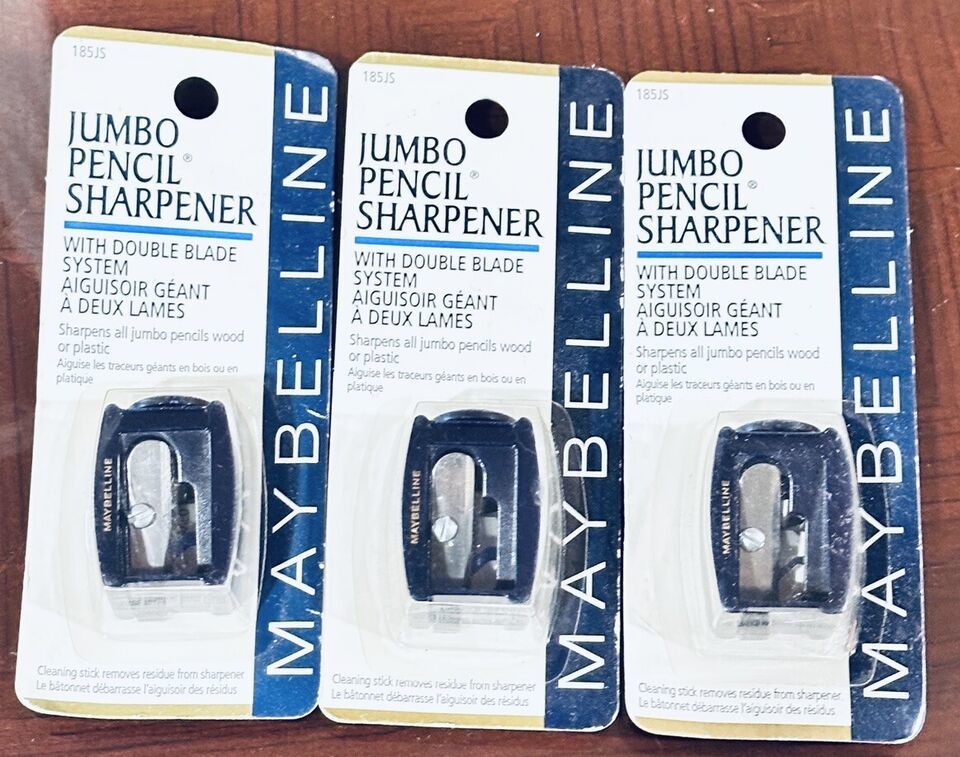 185JS
JUMBO
PENCIL®
SHARPENER
WITH DOUBLE BLADE
SYSTEM
AIGUISOIR GÉANT
À DEUX LAMES
Sharpens all jumbo pencils wood
or plastic
Aiguise les traceurs géants en bois ou en
platique
MAYBELLINE
Cleaning stick removes residue from sharpener
Le bâtonnet débarrasse l'aiguisoir des résidus
MAYBELLINE
185JS
JUMBO
PENCIL®
SHARPENER
WITH DOUBLE BLADE
SYSTEM
AIGUISOIR GÉANT
À DEUX LAMES
Sharpens all jumbo pencils wood
or plastic
Aiguise les traceurs géants en bois ou en
platique
MAYBELLINE
Cleaning stick removes residue from sharpener
Le bâtonnet débarrasse l'aiguisoir des résidus
MAYBELLINE
185JS
JUMBO
PENCIL®
SHARPENER
WITH DOUBLE BLADE
SYSTEM
AIGUISOIR GÉANT
À DEUX LAMES
Sharpens all jumbo pencils wood
or plastic
Aiguise les traceurs géants en bois ou en
platique
MAYBELLINE
Cleaning stick removes residue from sharpener
Le bâtonnet débarrasse l'aiguisoir des résidus
MAYBELLINE